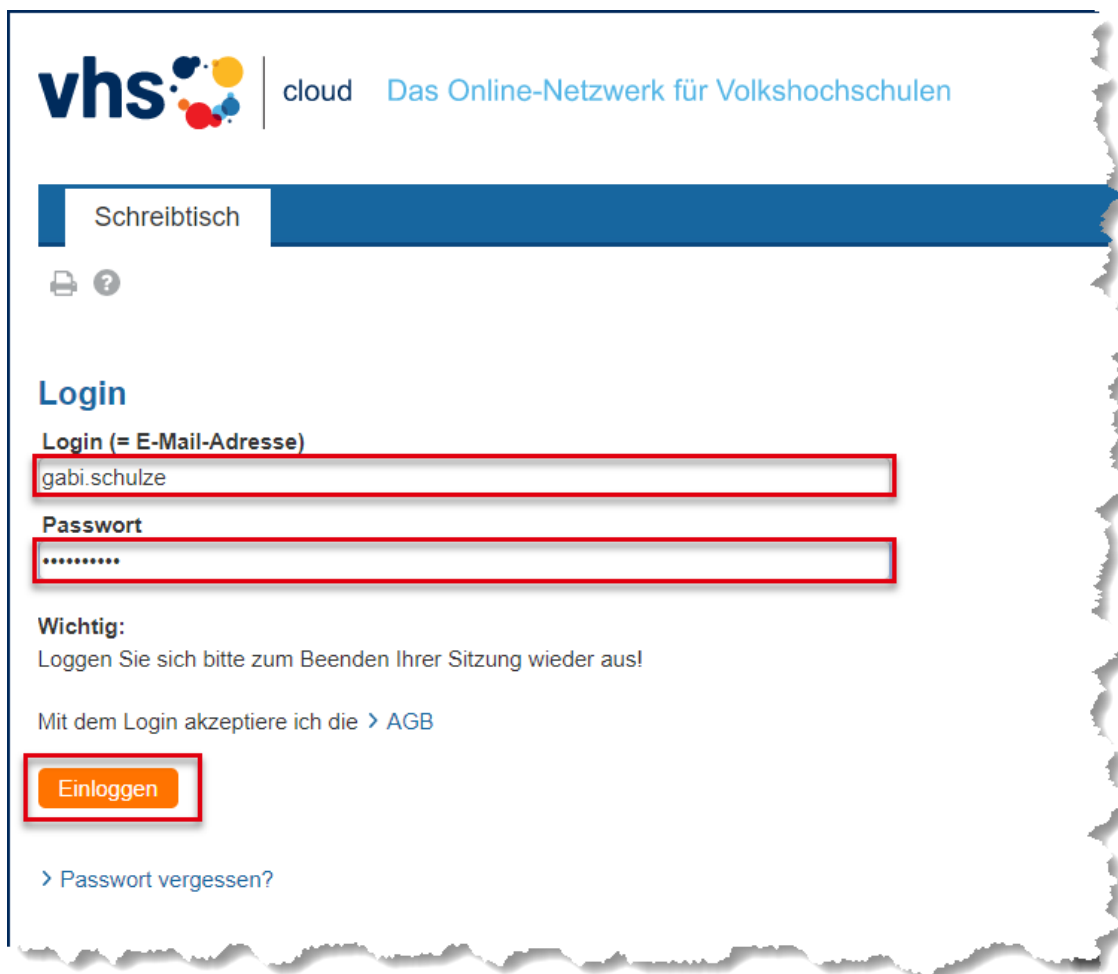 vhs cloud Das Online-Netzwerk für Volkshochschulen
Schreibtisch
?
Login
Login (= E-Mail-Adresse)
gabi.schulze
Passwort
••••••••••
Wichtig:
Loggen Sie sich bitte zum Beenden Ihrer Sitzung wieder aus!
Mit dem Login akzeptiere ich die > AGB
Einloggen
> Passwort vergessen?